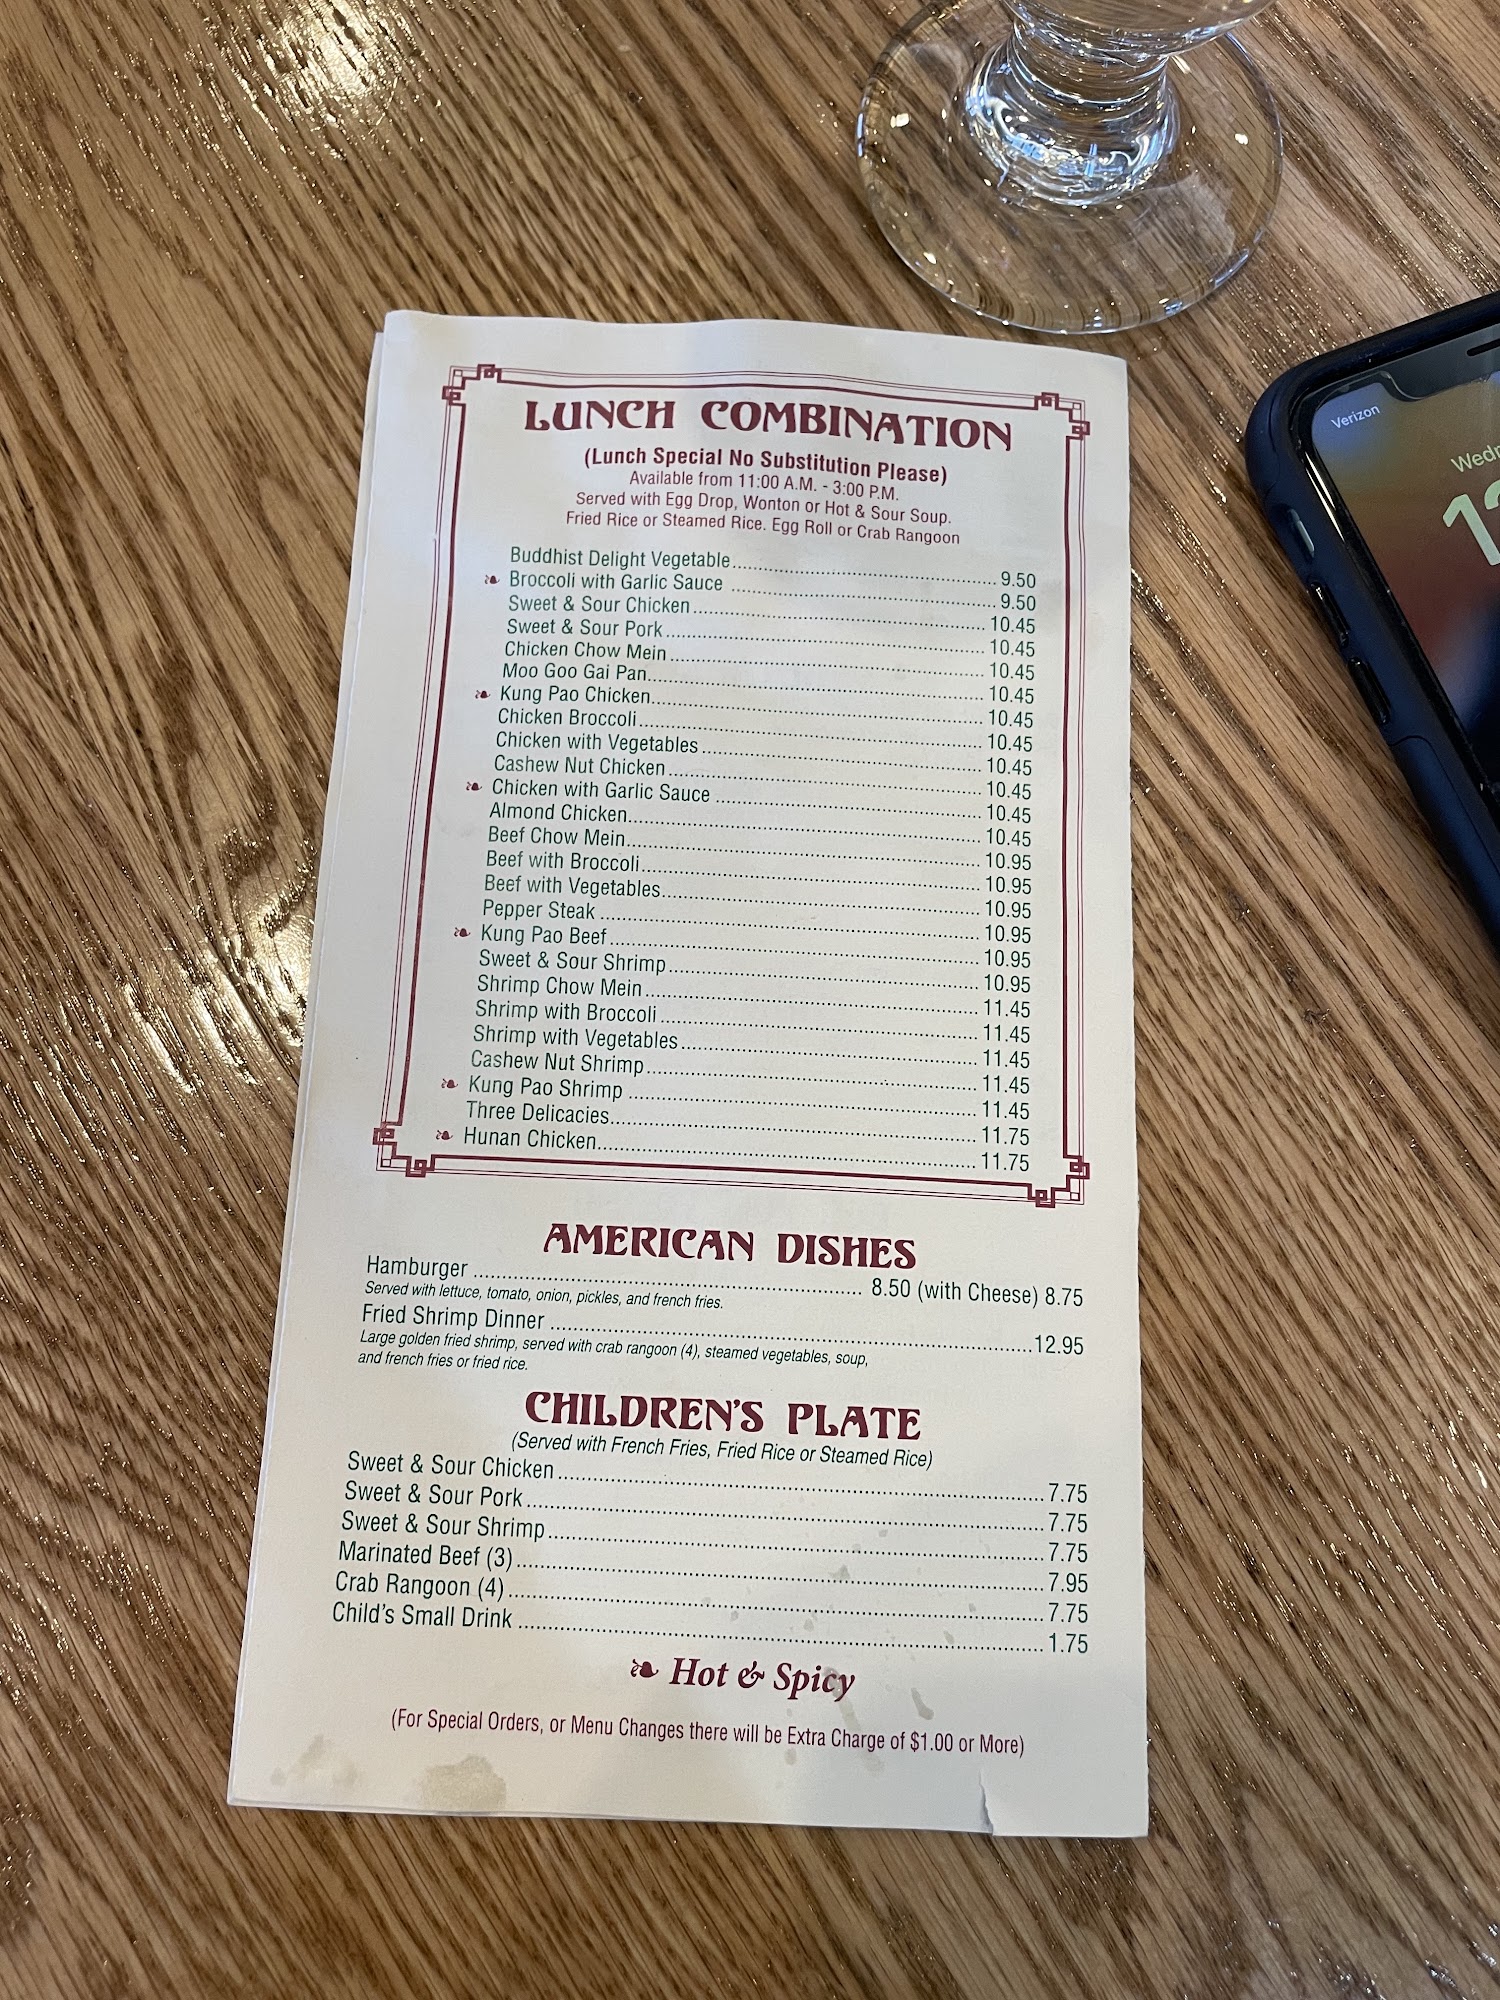 LUNCH COMBINATION
(Lunch Special No Substitution Please)
Available from 11:00 A.M. - 3:00 P.M.
Served with Egg Drop, Wonton or Hot & Sour Soup.
Fried Rice or Steamed Rice. Egg Roll or Crab Rangoon
Buddhist Delight Vegetable 9.50
Broccoli with Garlic Sauce 9.50
Sweet & Sour Chicken 10.45
Sweet & Sour Pork 10.45
Chicken Chow Mein 10.45
Moo Goo Gai Pan 10.45
Kung Pao Chicken 10.45
Chicken Broccoli 10.45
Chicken with Vegetables 10.45
Cashew Nut Chicken 10.45
Chicken with Garlic Sauce 10.45
Almond Chicken 10.45
Beef Chow Mein 10.95
Beef with Broccoli 10.95
Beef with Vegetables 10.95
Pepper Steak 10.95
Kung Pao Beef 10.95
Sweet & Sour Shrimp 10.95
Shrimp Chow Mein 11.45
Shrimp with Broccoli 11.45
Shrimp with Vegetables 11.45
Cashew Nut Shrimp 11.45
Kung Pao Shrimp 11.45
Three Delicacies 11.75
Hunan Chicken 11.75
AMERICAN DISHES
Hamburger 8.50 (with Cheese) 8.75
Served with lettuce, tomato, onion, pickles, and french fries.
Fried Shrimp Dinner 12.95
Large golden fried shrimp, served with crab rangoon (4), steamed vegetables, soup,
and french fries or fried rice.
CHILDREN'S PLATE
(Served with French Fries, Fried Rice or Steamed Rice)
Sweet & Sour Chicken 7.75
Sweet & Sour Pork 7.75
Sweet & Sour Shrimp 7.75
Marinated Beef (3) 7.95
Crab Rangoon (4) 7.75
Child's Small Drink 1.75
Hot & Spicy
(For Special Orders, or Menu Changes there will be Extra Charge of $1.00 or More)
Verizon